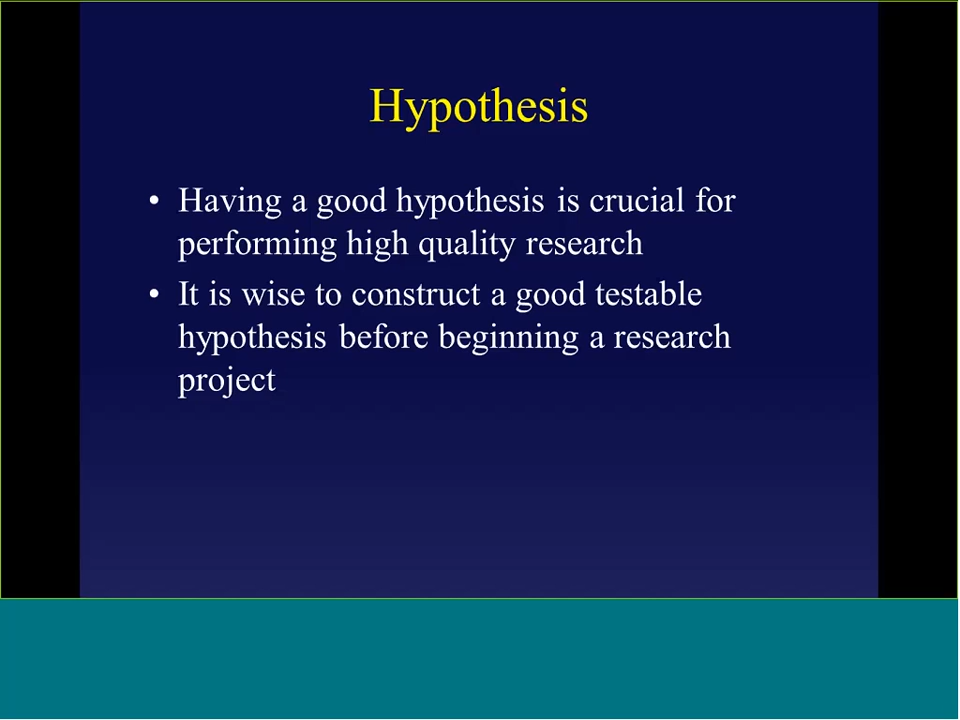 Hypothesis
• Having a good hypothesis is crucial for
performing high quality research
• It is wise to construct a good testable
hypothesis before beginning a research
project